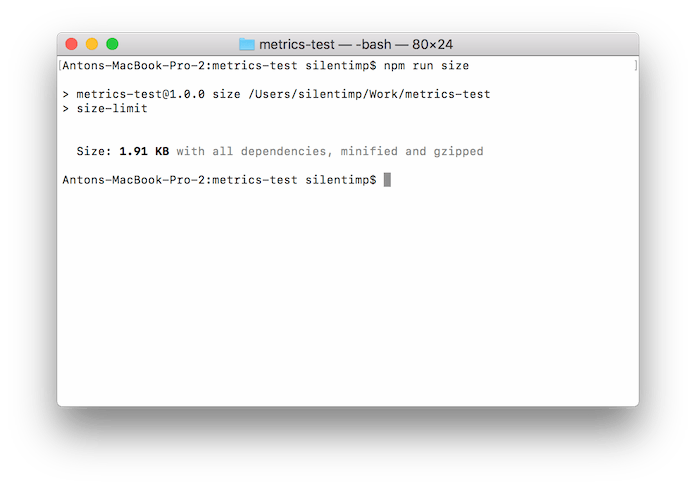 metrics-test — -bash — 80×24
[Antons-MacBook-Pro-2:metrics-test silentimp$ npm run size ]
> metrics-test@1.0.0 size /Users/silentimp/Work/metrics-test
> size-limit
Size: 1.91 KB with all dependencies, minified and gzipped
Antons-MacBook-Pro-2:metrics-test silentimp$